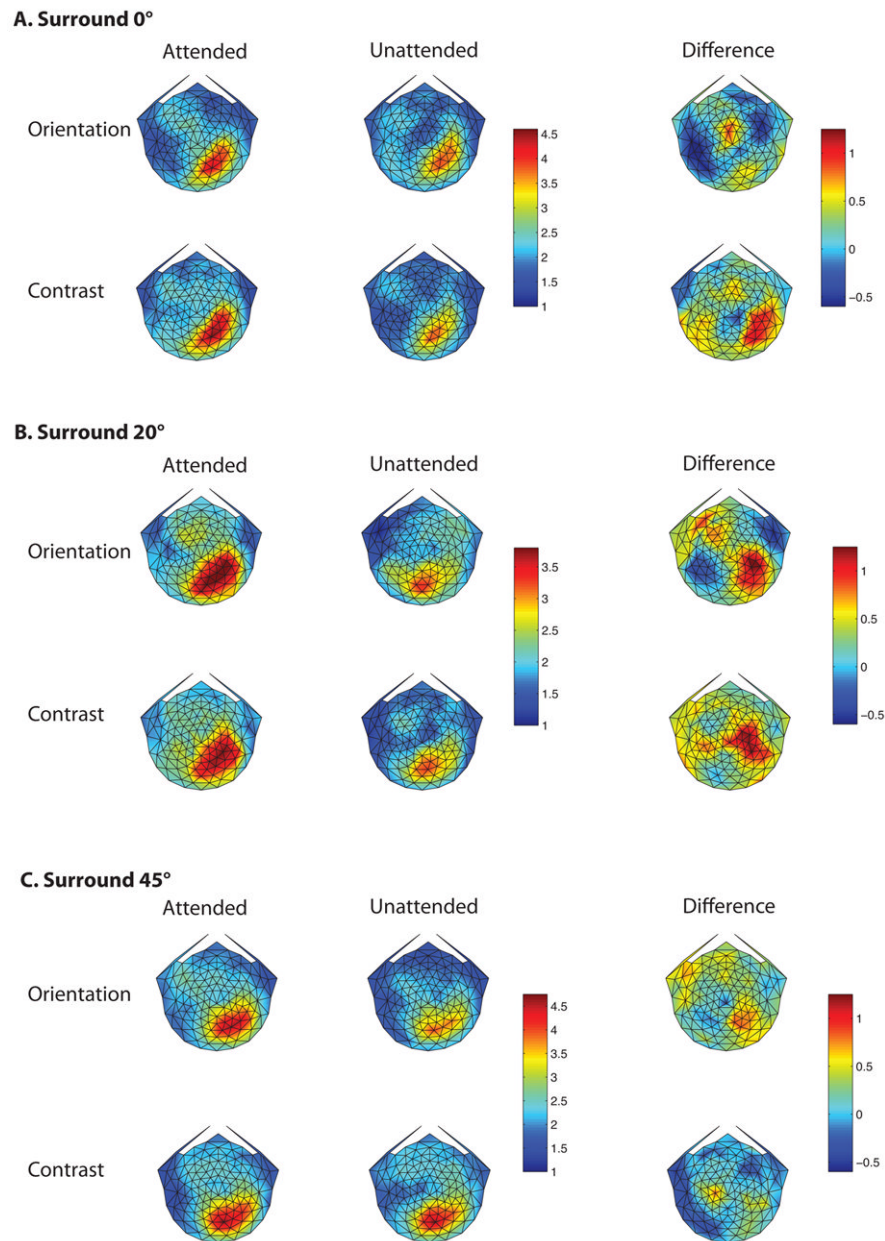 A. Surround 0°
Attended Unattended Difference
Orientation
4.5
4
3.5
3
2.5
2
1.5
1
1
0.5
0
−0.5
Contrast
B. Surround 20°
Attended Unattended Difference
Orientation
3.5
3
2.5
2
1.5
1
1
0.5
0
−0.5
Contrast
C. Surround 45°
Attended Unattended Difference
Orientation
4.5
4
3.5
3
2.5
2
1.5
1
1
0.5
0
−0.5
Contrast